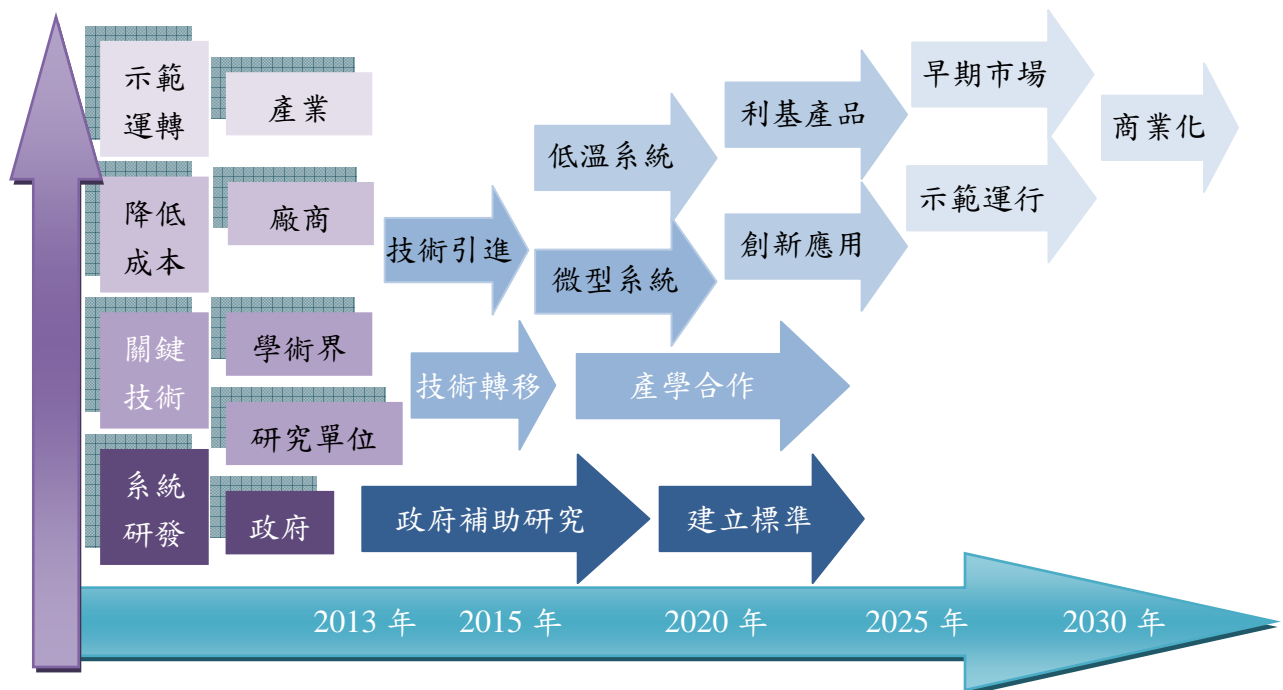 示範
運轉
產業
降低
成本
廠商
關鍵
技術
學術界
研究單位
系統
研發
政府
技術引進
低溫系統
微型系統
利基產品
創新應用
早期市場
示範運行
商業化
技術轉移
產學合作
政府補助研究
建立標準
2013 年
2015 年
2020 年
2025 年
2030 年